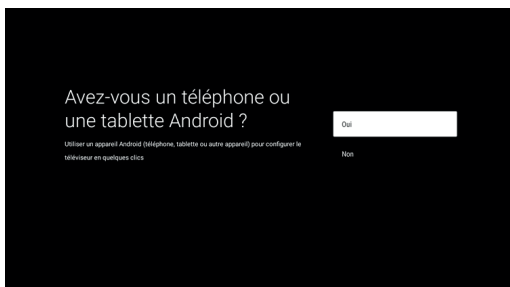 Avez-vous un téléphone ou
une tablette Android ?
Utiliser un appareil Android (téléphone, tablette ou autre appareil) pour configurer le
téléviseur en quelques clics
Oui
Non